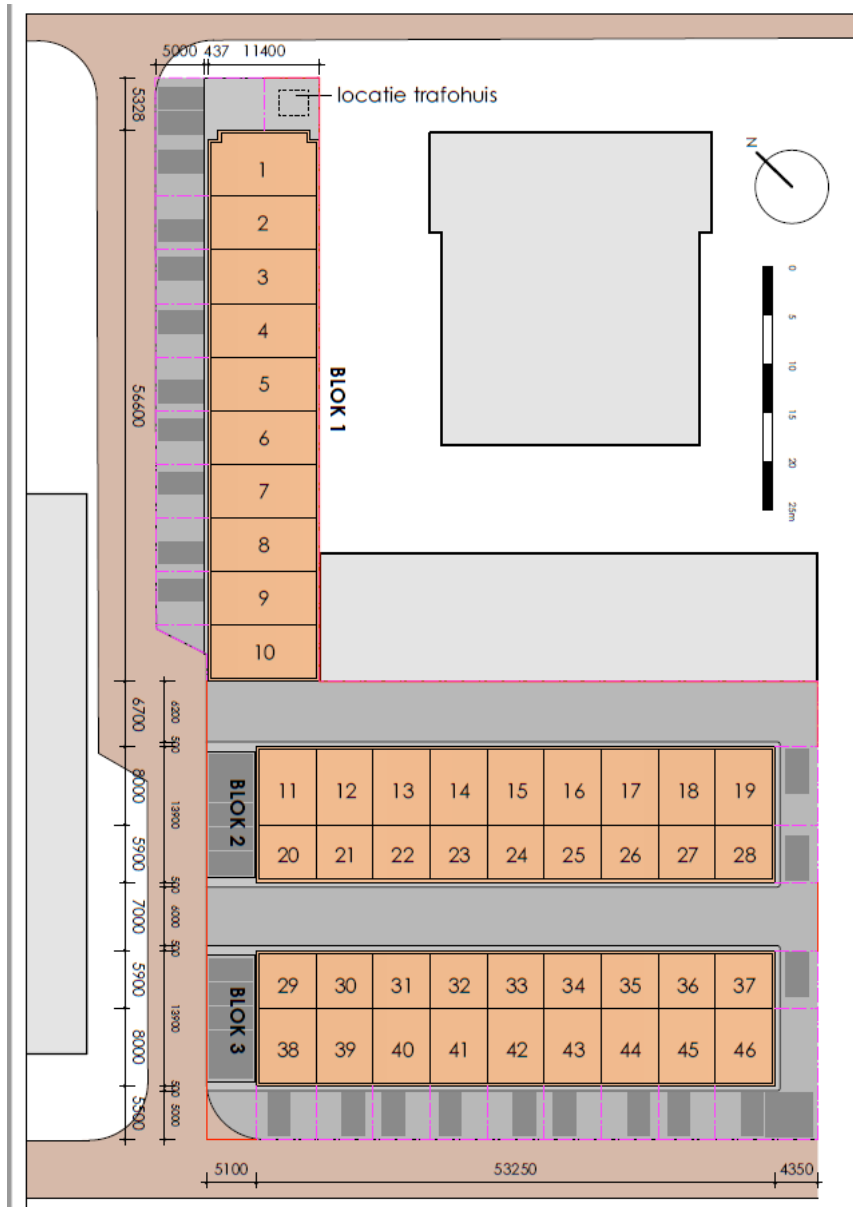 5000 437 11400
5328
locatie trafohuis
N
0
5
10
15
20
25m
56600
BLOK 1
1
2
3
4
5
6
7
8
9
10
6700
8000
5900
7000
5900
8000
5500
6200
500
13900
500
6000
500
13900
500
5000
BLOK 2
11 12 13 14 15 16 17 18 19
20 21 22 23 24 25 26 27 28
BLOK 3
29 30 31 32 33 34 35 36 37
38 39 40 41 42 43 44 45 46
5100 53250 4350